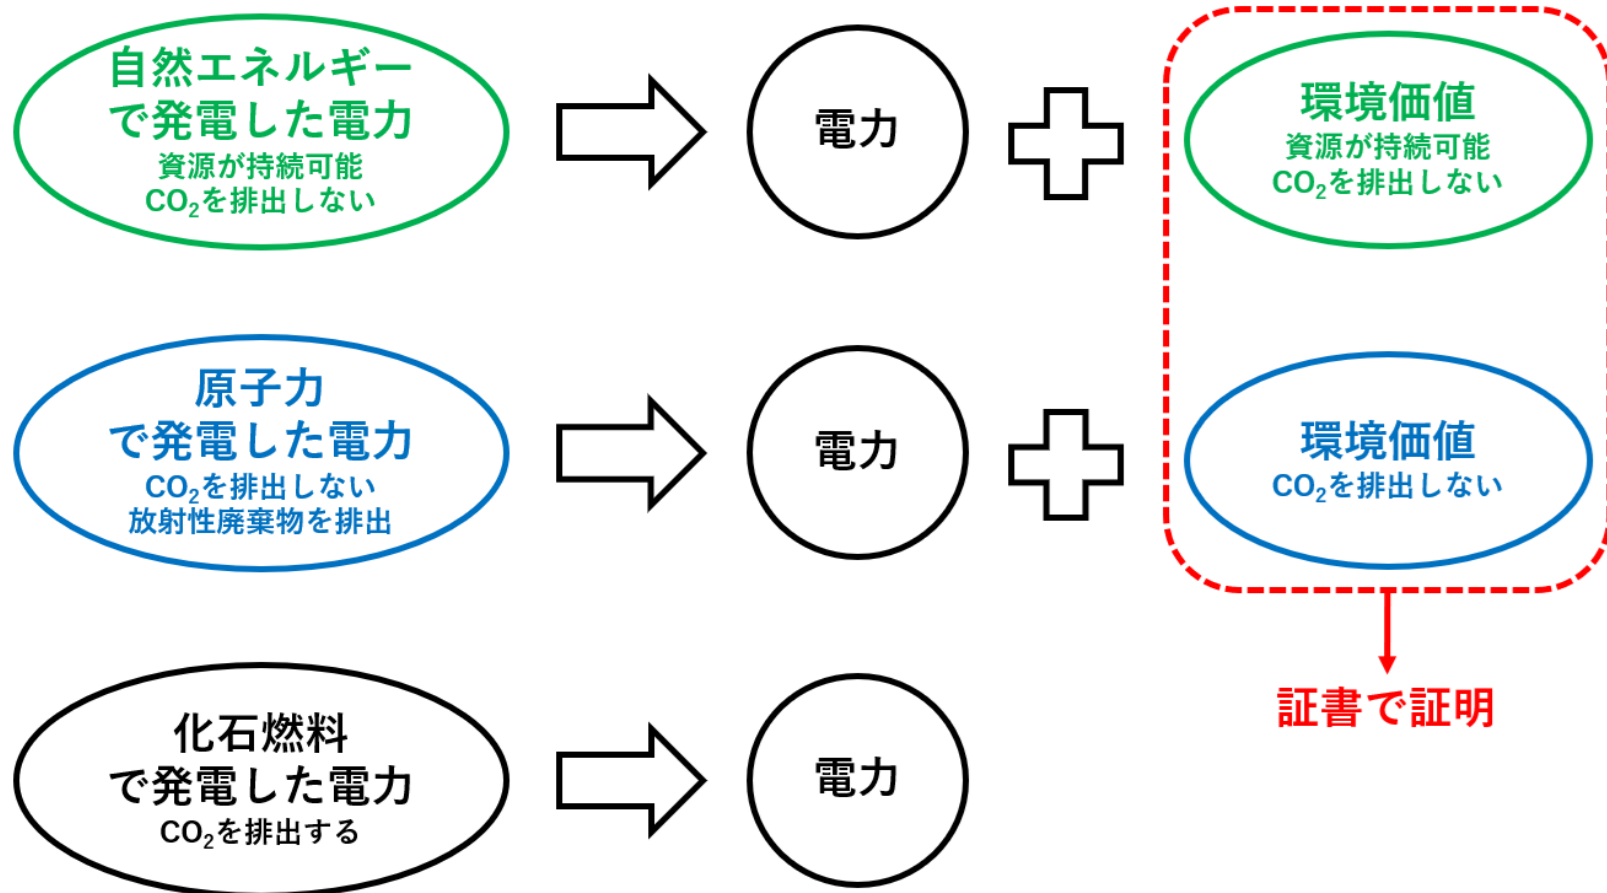 自然エネルギー
で発電した電力
資源が持続可能
CO₂を排出しない
電力
環境価値
資源が持続可能
CO₂を排出しない
原子力
で発電した電力
CO₂を排出しない
放射性廃棄物を排出
電力
環境価値
CO₂を排出しない
証書で証明
化石燃料
で発電した電力
CO₂を排出する
電力